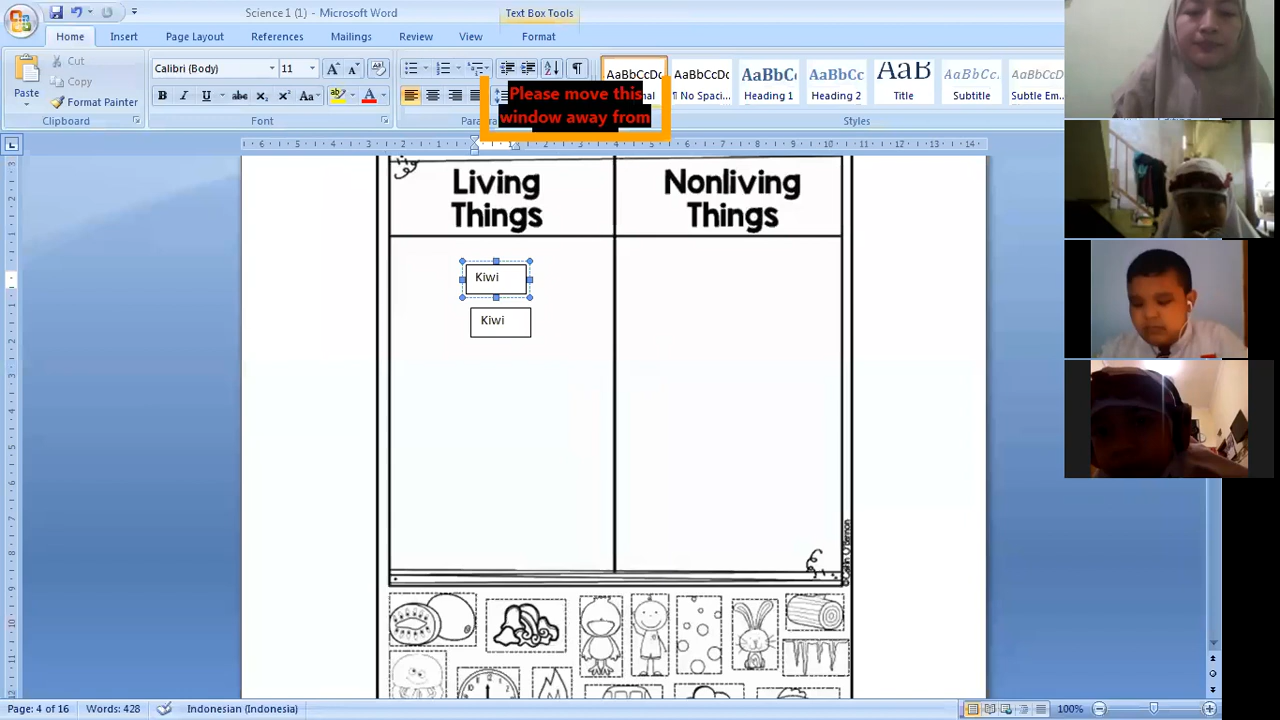 Science 1 (1) - Microsoft Word
Text Box Tools
Home Insert Page Layout References Mailings Review View Format
Paste
Cut
Copy
Format Painter
Clipboard
Calibri (Body) 11
Font
Please move this
window away from
AaBbCcDc AaBbCcDc AaBbC AaBbCc AaB AaBbCc. AaBbCcD
¶ No Spaci... Heading 1 Heading 2 Title Subtitle Subtle Em...
Styles
Living
Things
Nonliving
Things
Kiwi
Kiwi
Page: 4 of 16 Words: 428 Indonesian (Indonesia) 100%